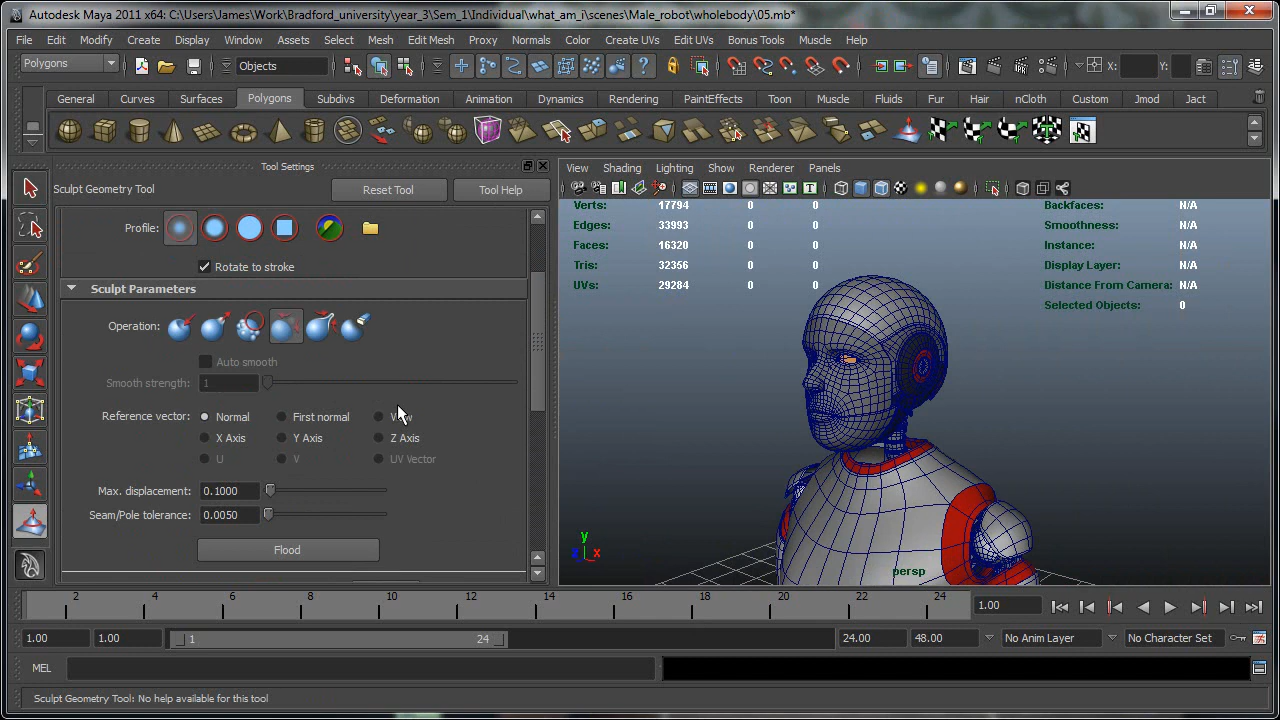 Autodesk Maya 2011 x64: C:\Users\James\Work\Bradford_university\year_3\Sem_1\Individual\what_am_i\scenes\Male_robot\wholebody\05.mb*
File Edit Modify Create Display Window Assets Select Mesh Edit Mesh Proxy Normals Color Create UVs Edit UVs Bonus Tools Muscle Help
Polygons Objects X: Y:
General Curves Surfaces Polygons Subdivs Deformation Animation Dynamics Rendering PaintEffects Toon Muscle Fluids Fur Hair nCloth Custom Jmod Jact
Tool Settings
View Shading Lighting Show Renderer Panels
Sculpt Geometry Tool Reset Tool Tool Help
Verts: 17794 0 0 Backfaces: N/A
Edges: 33993 0 0 Smoothness: N/A
Faces: 16320 0 0 Instance: N/A
Tris: 32356 0 0 Display Layer: N/A
UVs: 29284 0 0 Distance From Camera: N/A
Selected Objects: 0
Profile:
Rotate to stroke
Sculpt Parameters
Operation:
Auto smooth
Smooth strength: 1
Reference vector: Normal First normal
X Axis Y Axis Z Axis
U V UV Vector
Max. displacement: 0.1000
Seam/Pole tolerance: 0.0050
Flood
y
z x
persp
2 4 6 8 10 12 14 16 18 20 22 24 1.00
1.00 1.00 1 24 24.00 48.00 No Anim Layer No Character Set
MEL
Sculpt Geometry Tool: No help available for this tool